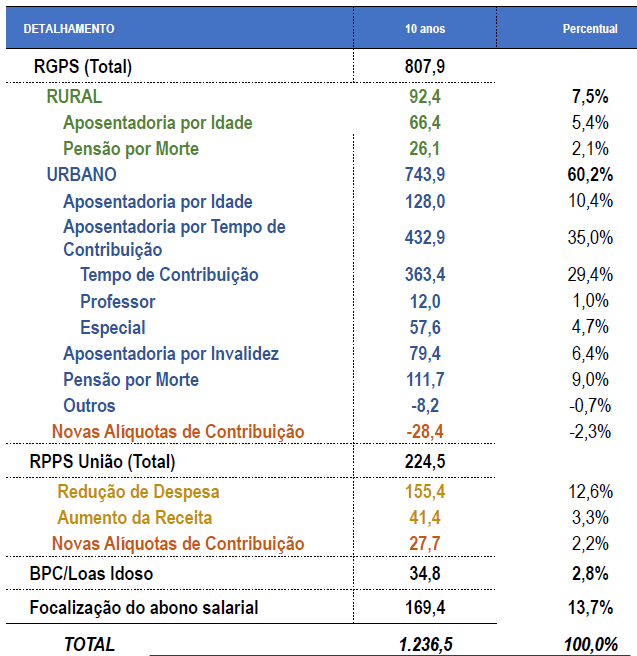 DETALHAMENTO 10 anos Percentual
RGPS (Total) 807,9
RURAL 92,4 7,5%
Aposentadoria por Idade 66,4 5,4%
Pensão por Morte 26,1 2,1%
URBANO 743,9 60,2%
Aposentadoria por Idade 128,0 10,4%
Aposentadoria por Tempo de
Contribuição 432,9 35,0%
Tempo de Contribuição 363,4 29,4%
Professor 12,0 1,0%
Especial 57,6 4,7%
Aposentadoria por Invalidez 79,4 6,4%
Pensão por Morte 111,7 9,0%
Outros -8,2 -0,7%
Novas Alíquotas de Contribuição -28,4 -2,3%
RPPS União (Total) 224,5
Redução de Despesa 155,4 12,6%
Aumento da Receita 41,4 3,3%
Novas Alíquotas de Contribuição 27,7 2,2%
BPC/Loas Idoso 34,8 2,8%
Focalização do abono salarial 169,4 13,7%
TOTAL 1.236,5 100,0%